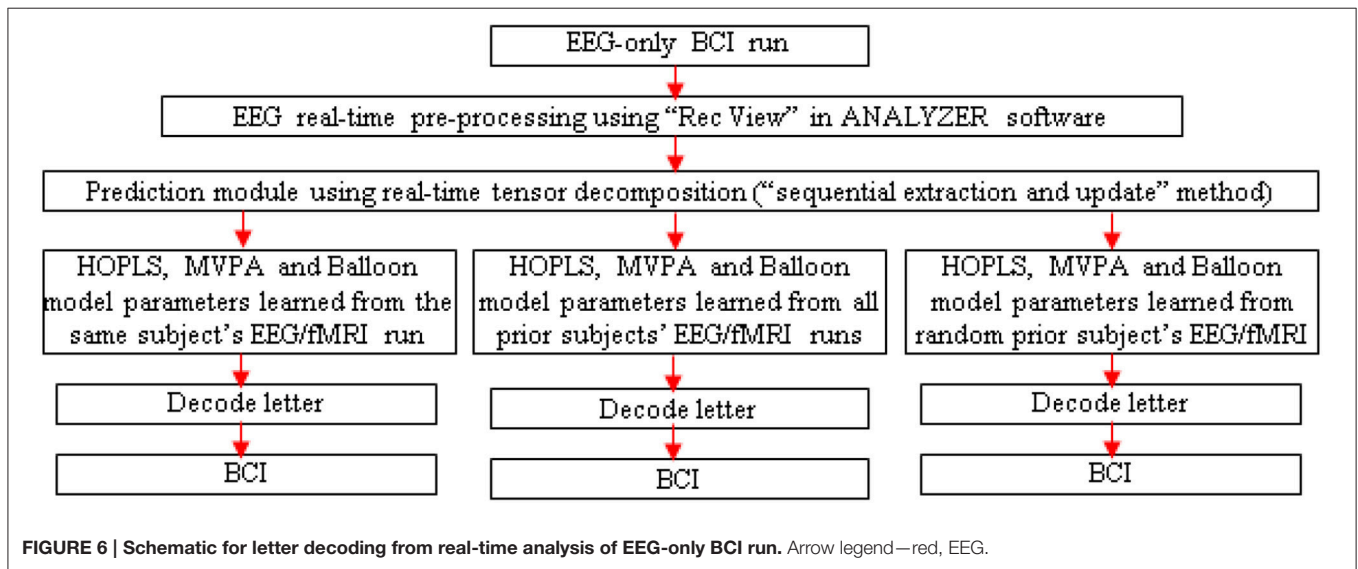 EEG-only BCI run
EEG real-time pre-processing using “Rec View” in ANALYZER software
Prediction module using real-time tensor decomposition (“sequential extraction and update” method)
HOPLS, MVPA and Balloon
model parameters learned from the
same subject’s EEG/fMRI run
HOPLS, MVPA and Balloon
model parameters learned from all
prior subjects’ EEG/fMRI runs
HOPLS, MVPA and Balloon
model parameters learned from
random prior subject’s EEG/fMRI
Decode letter
Decode letter
Decode letter
BCI
BCI
BCI
FIGURE 6 | Schematic for letter decoding from real-time analysis of EEG-only BCI run. Arrow legend—red, EEG.